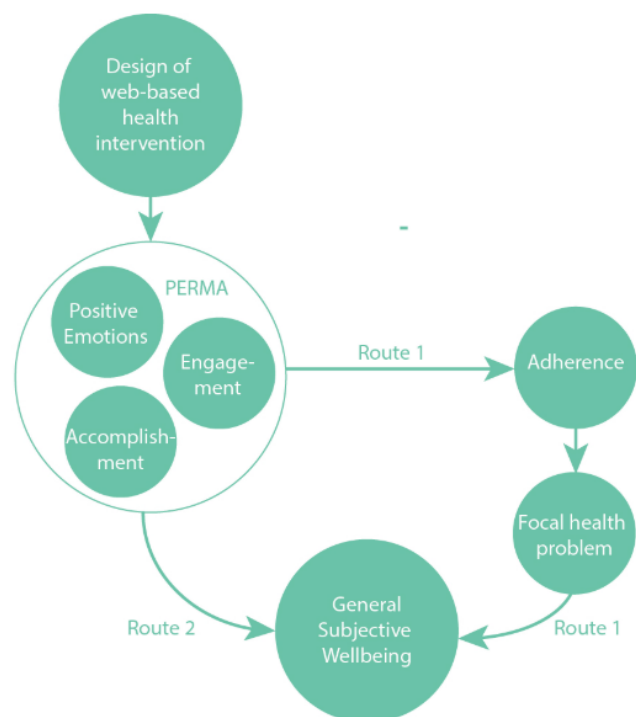 Design of
web-based
health
intervention
PERMA
Positive
Emotions
Engage-
ment
Accomplish-
ment
Route 1
Adherence
Focal health
problem
Route 2
General
Subjective
Wellbeing
Route 1